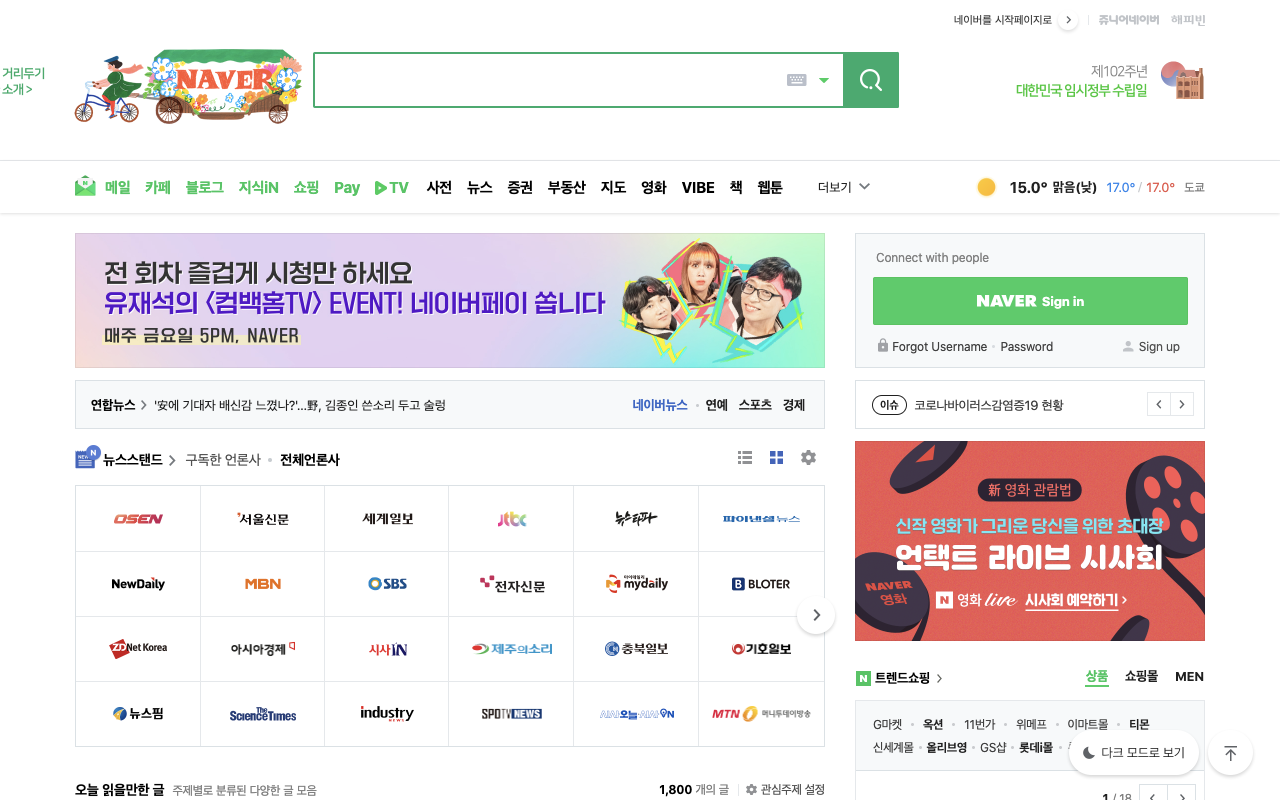 네이버를 시작페이지로
쥬니어네이버 해피빈
거리두기
소개 >
NAVER
제102주년
대한민국 임시정부 수립일
메일 카페 블로그 지식iN 쇼핑 Pay TV 사전 뉴스 증권 부동산 지도 영화 VIBE 책 웹툰 더보기
15.0° 맑음(낮) 17.0° / 17.0° 도쿄
전 회차 즐겁게 시청만 하세요
유재석의 〈컴백홈TV〉 EVENT! 네이버페이 쏩니다
매주 금요일 5PM, NAVER
Connect with people
NAVER Sign in
Forgot Username Password Sign up
연합뉴스 > '安에 기대자 배신감 느꼈나?'…野, 김종인 쓴소리 두고 술렁
네이버뉴스 연예 스포츠 경제
이슈 코로나바이러스감염증19 현황
NEW N 뉴스스탠드 > 구독한 언론사 전체언론사
OSEN 서울신문 세계일보 jtbc 뉴스타파 파이낸셜뉴스
NewDaily MBN SBS 전자신문 마이데일리 mydaily B BLOTER
ZDNet Korea 아시아경제 시사IN 제주의소리 충북일보 기호일보
뉴스핌 The ScienceTimes industry NEWS SPOTV NEWS 오늘 MTN 머니투데이방송
新 영화 관람법
신작 영화가 그리운 당신을 위한 초대장
언택트 라이브 시사회
NAVER
영화
N 영화 live 시사회 예약하기 >
N 트렌드쇼핑 >
상품 쇼핑몰 MEN
G마켓 옥션 11번가 위메프 이마트몰 티몬
신세계몰 올리브영 GS샵 롯데i몰
다크 모드로 보기
1 / 18
오늘 읽을만한 글 주제별로 분류된 다양한 글 모음
1,800 개의 글 관심주제 설정